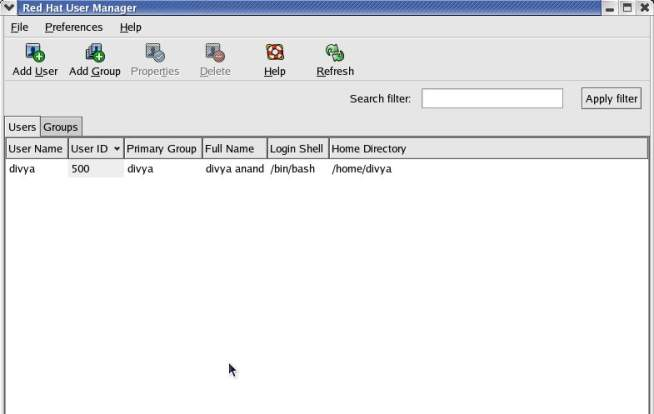 Red Hat User Manager
File Preferences Help
Add User Add Group Properties Delete Help Refresh
Search filter: Apply filter
Users Groups
User Name User ID Primary Group Full Name Login Shell Home Directory
divya 500 divya divya anand /bin/bash /home/divya